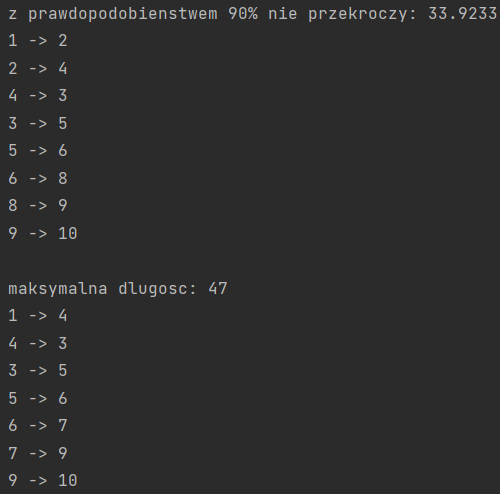 z prawdopodobienstwem 90% nie przekroczy: 33.9233
1 -> 2
2 -> 4
4 -> 3
3 -> 5
5 -> 6
6 -> 8
8 -> 9
9 -> 10
maksymalna dlugosc: 47
1 -> 4
4 -> 3
3 -> 5
5 -> 6
6 -> 7
7 -> 9
9 -> 10